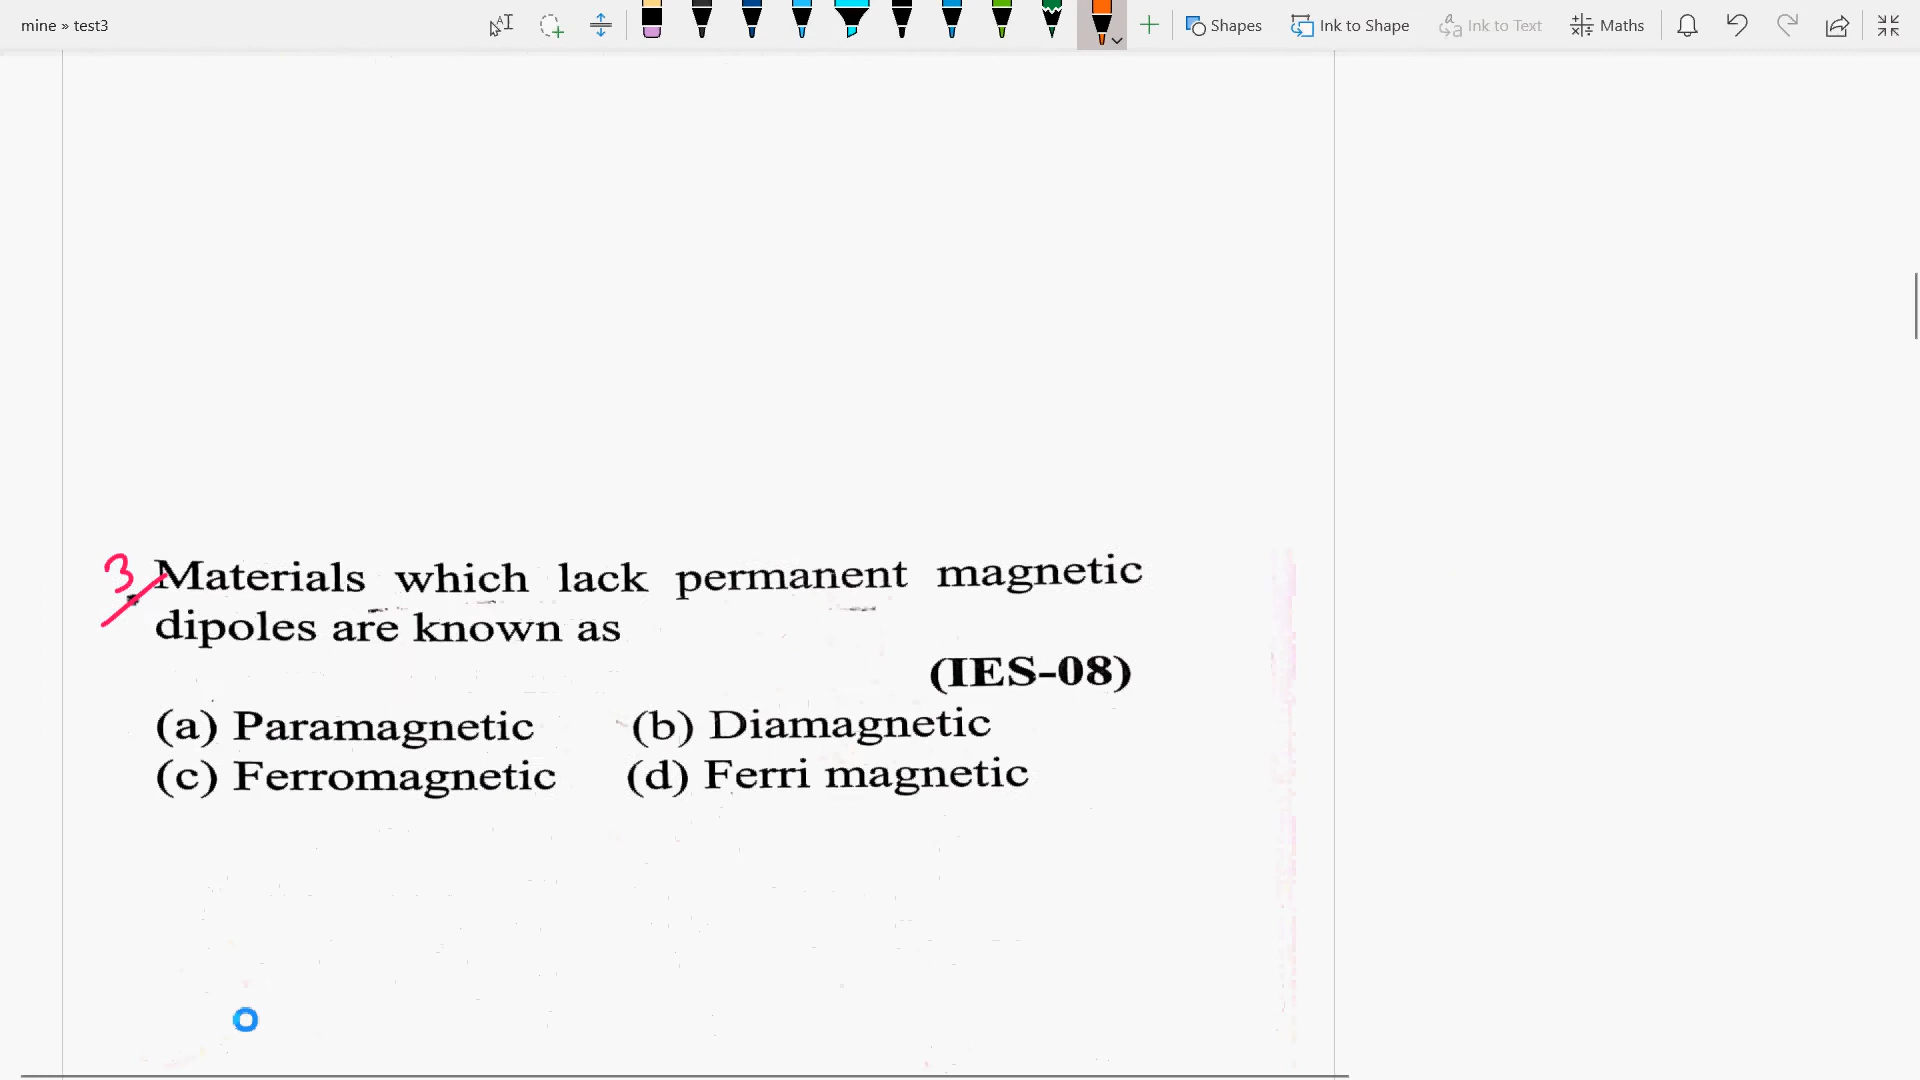 mine » test3
Shapes
Ink to Shape
Ink to Text
Maths
3. Materials which lack permanent magnetic
dipoles are known as
(IES-08)
(a) Paramagnetic (b) Diamagnetic
(c) Ferromagnetic (d) Ferri magnetic